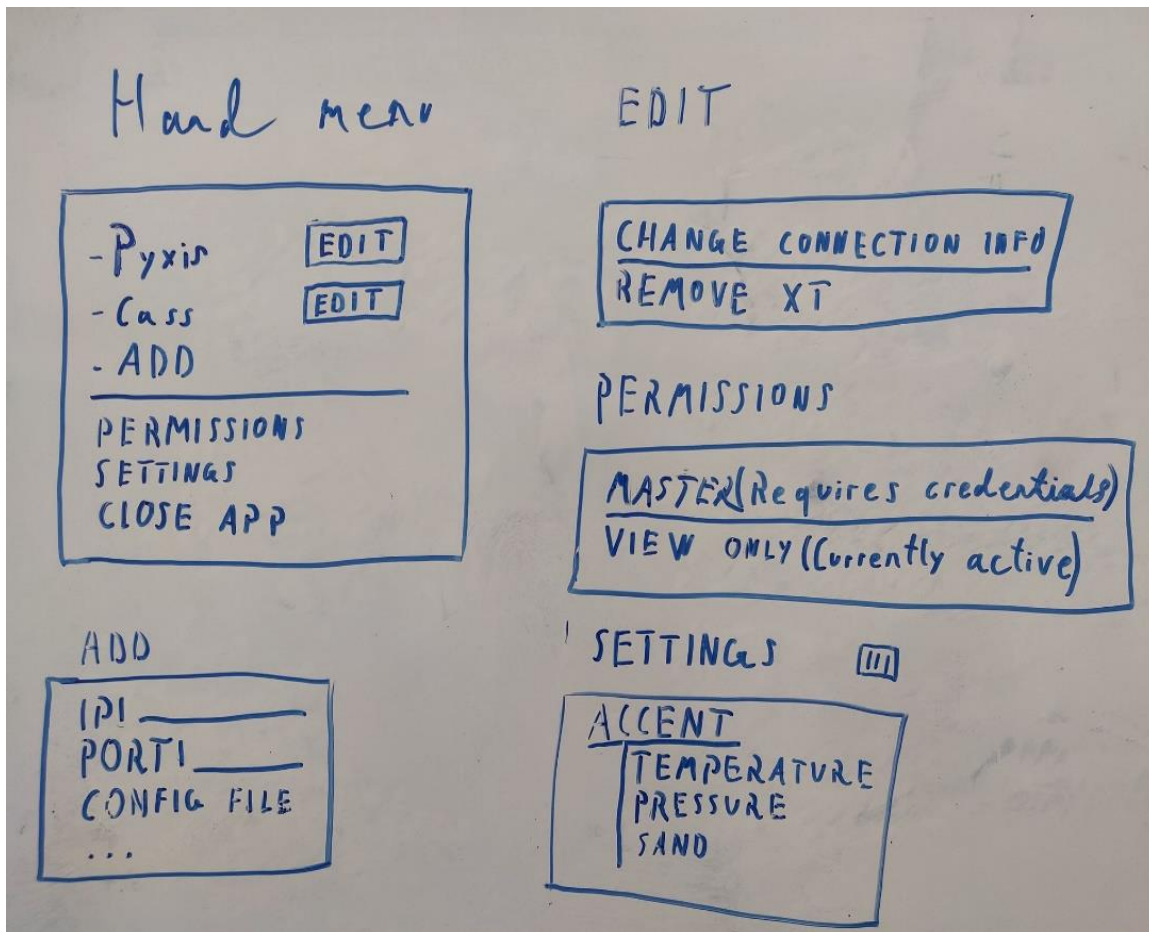 Hand menu
- Pyxis EDIT
- Cass EDIT
- ADD
PERMISSIONS
SETTINGS
CLOSE APP
ADD
IP:
PORT:
CONFIG FILE
...
EDIT
CHANGE CONNECTION INFO
REMOVE XT
PERMISSIONS
MASTER (Requires credentials)
VIEW ONLY (Currently active)
SETTINGS
ACCENT
TEMPERATURE
PRESSURE
SAND